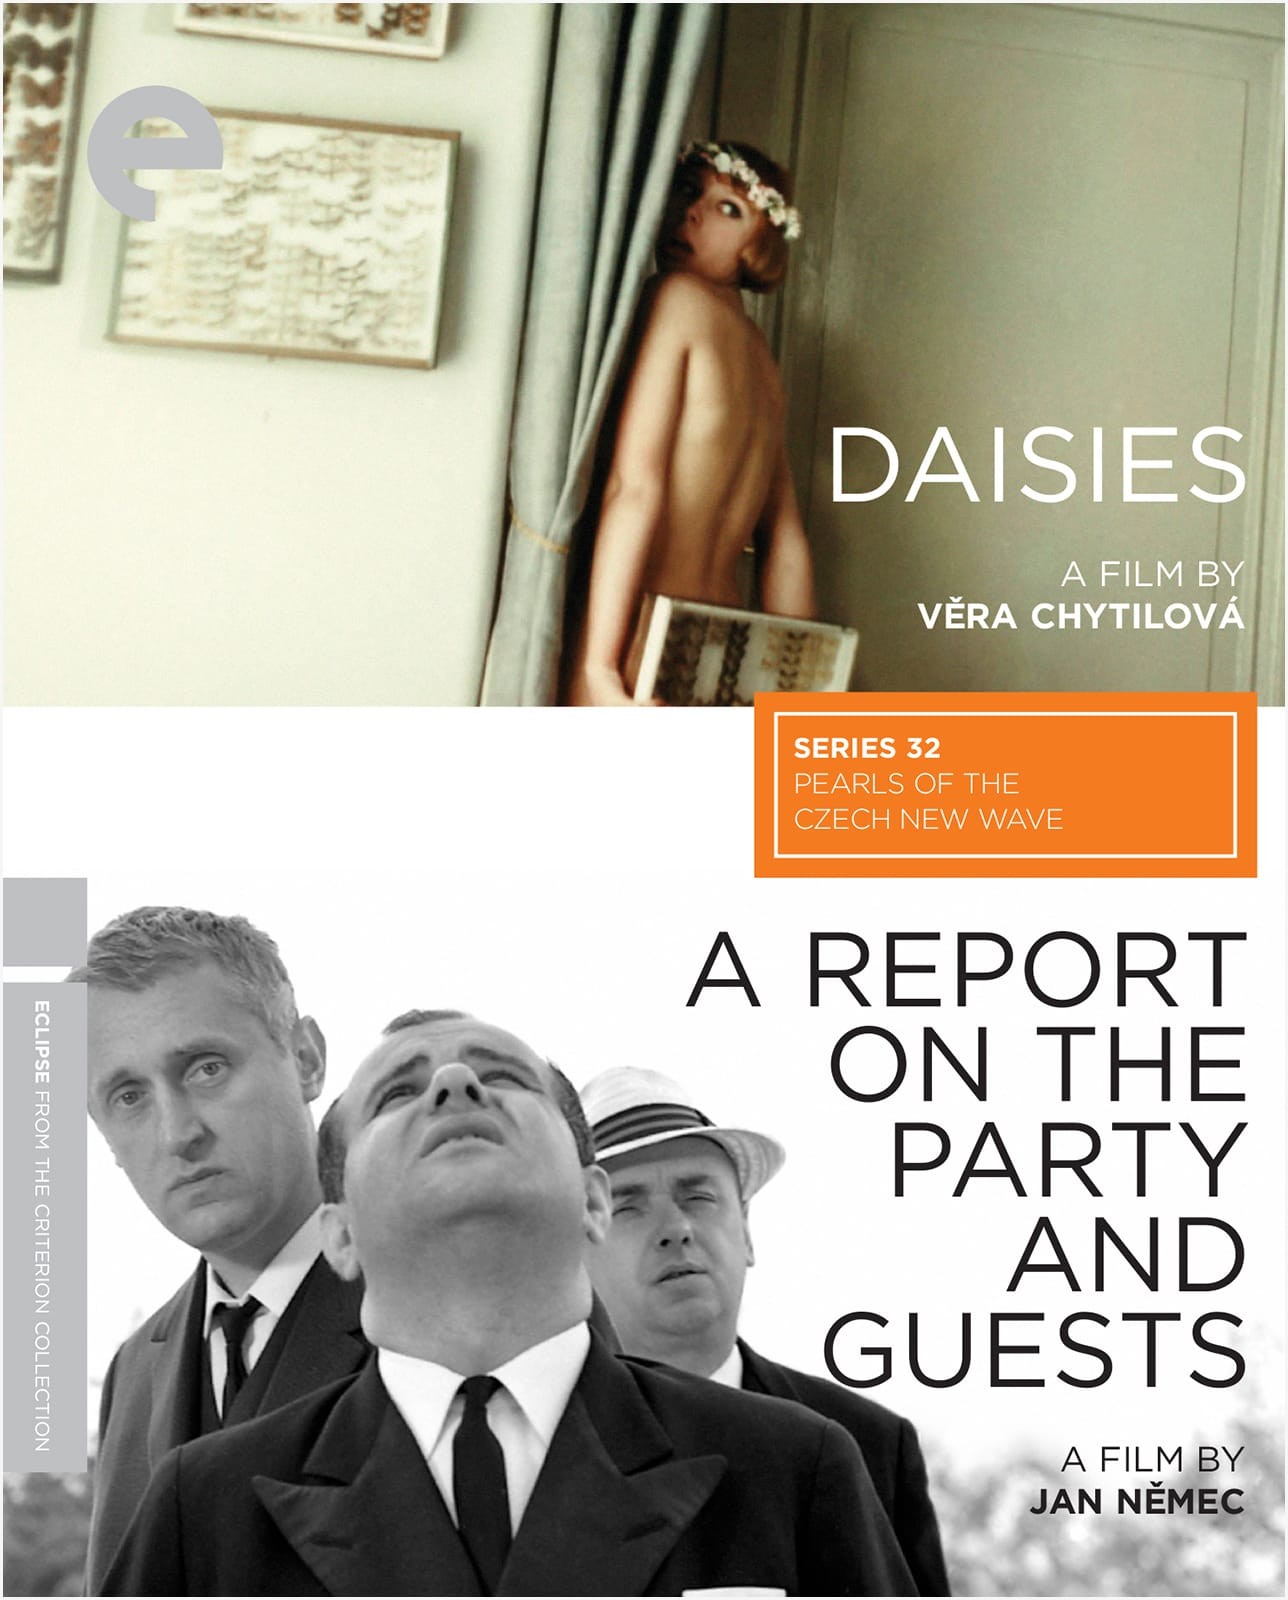 e
DAISIES
A FILM BY
VĚRA CHYTILOVÁ
SERIES 32
PEARLS OF THE
CZECH NEW WAVE
A REPORT
ON THE
PARTY
AND
GUESTS
A FILM BY
JAN NĚMEC
ECLIPSE FROM THE CRITERION COLLECTION